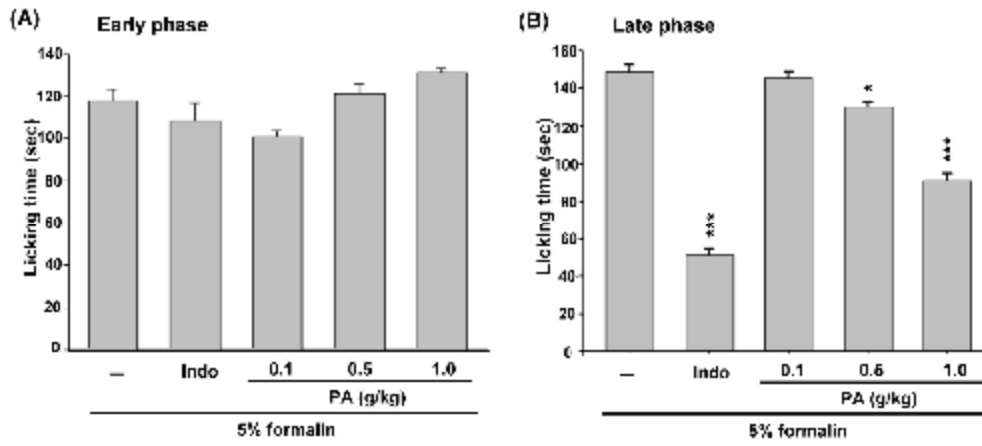 (A)
Early phase
Licking time (sec)
140
120
100
80
60
40
20
0
—
Indo
0.1
0.5
1.0
PA (g/kg)
5% formalin
(B)
Late phase
Licking time (sec)
160
140
120
100
80
60
40
20
0
***
*
***
—
Indo
0.1
0.6
1.0
PA (g/kg)
5% formalin